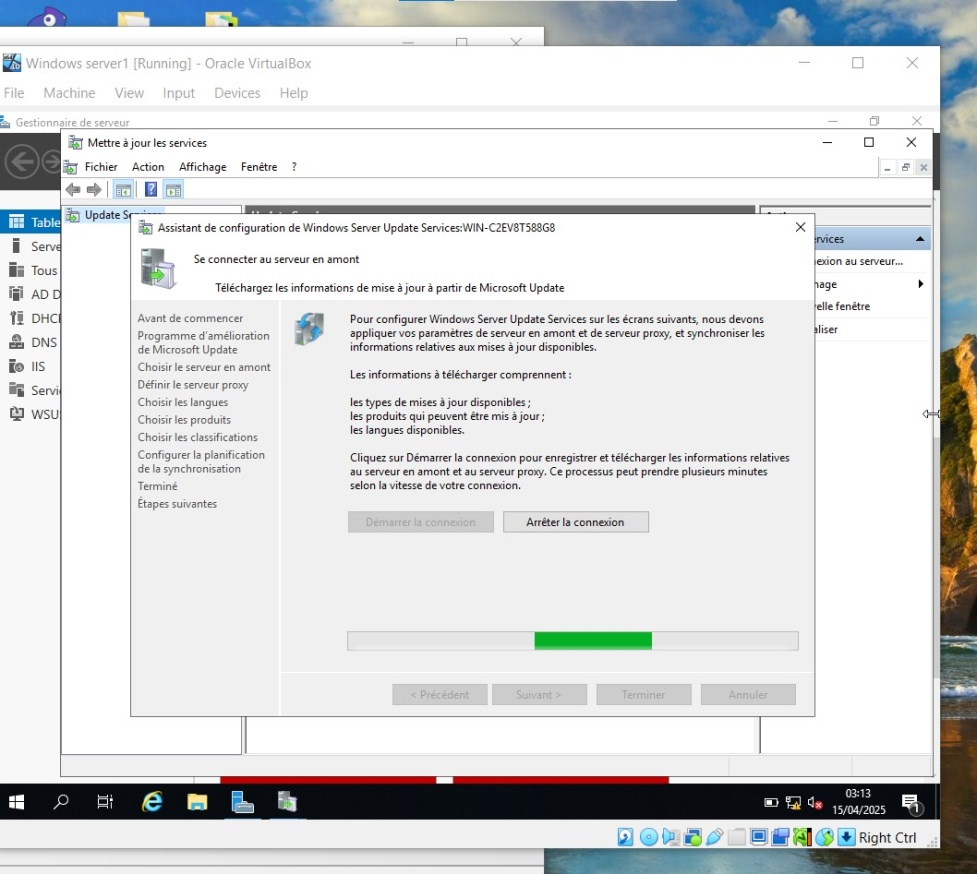 Windows server1 [Running] - Oracle VirtualBox
File Machine View Input Devices Help
Gestionnaire de serveur
Mettre à jour les services
Fichier Action Affichage Fenêtre ?
Update Services
Assistant de configuration de Windows Server Update Services:WIN-C2EV8T588G8
Se connecter au serveur en amont
Téléchargez les informations de mise à jour à partir de Microsoft Update
Avant de commencer
Programme d'amélioration
de Microsoft Update
Choisir le serveur en amont
Définir le serveur proxy
Choisir les langues
Choisir les produits
Choisir les classifications
Configurer la planification
de la synchronisation
Terminé
Étapes suivantes
Pour configurer Windows Server Update Services sur les écrans suivants, nous devons
appliquer vos paramètres de serveur en amont et de serveur proxy, et synchroniser les
informations relatives aux mises à jour disponibles.
Les informations à télécharger comprennent :
les types de mises à jour disponibles ;
les produits qui peuvent être mis à jour ;
les langues disponibles.
Cliquez sur Démarrer la connexion pour enregistrer et télécharger les informations relatives
au serveur en amont et au serveur proxy. Ce processus peut prendre plusieurs minutes
selon la vitesse de votre connexion.
Démarrer la connexion Arrêter la connexion
< Précédent Suivant > Terminer Annuler
Table
Serve
Tous
AD D
DHC
DNS
IIS
Servi
WSU
ervices
exion au serveur...
nage
elle fenêtre
aliser
03:13
15/04/2025
1
Right Ctrl